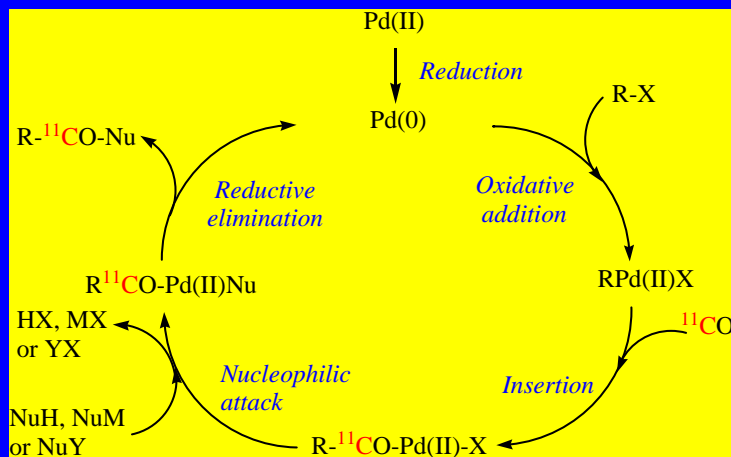 Pd(II)
Reduction
R-X
Pd(0)
R-¹¹CO-Nu
Oxidative
addition
Reductive
elimination
R¹¹CO-Pd(II)Nu
RPd(II)X
HX, MX
or YX
¹¹CO
Nucleophilic
attack
Insertion
NuH, NuM
or NuY
R-¹¹CO-Pd(II)-X